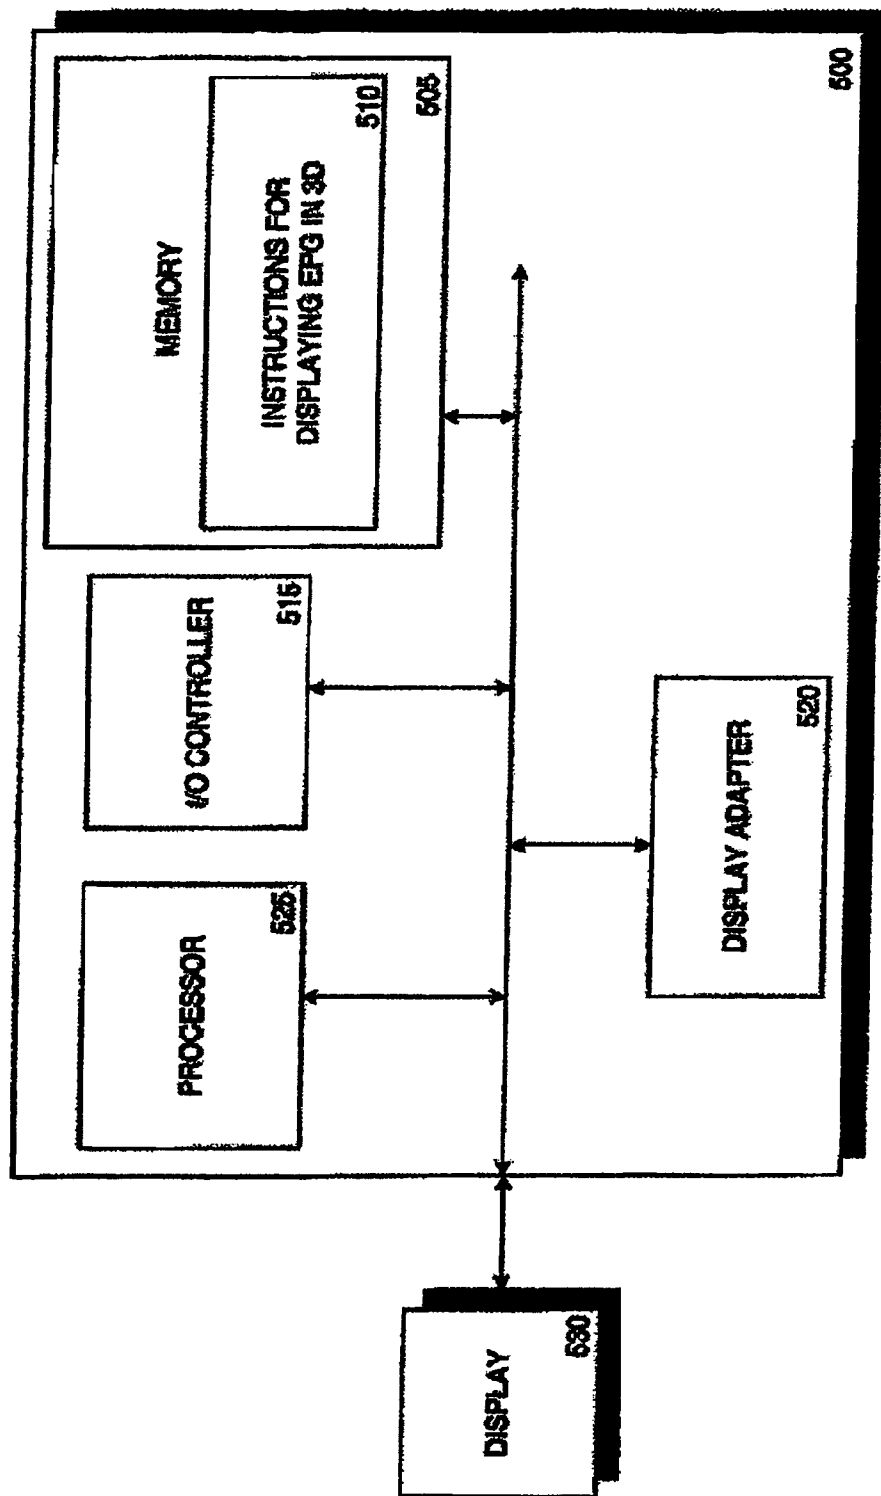 DISPLAY
530
PROCESSOR
525
I/O CONTROLLER
515
MEMORY
INSTRUCTIONS FOR
DISPLAYING EPG IN 3D
510
505
DISPLAY ADAPTER
520
500